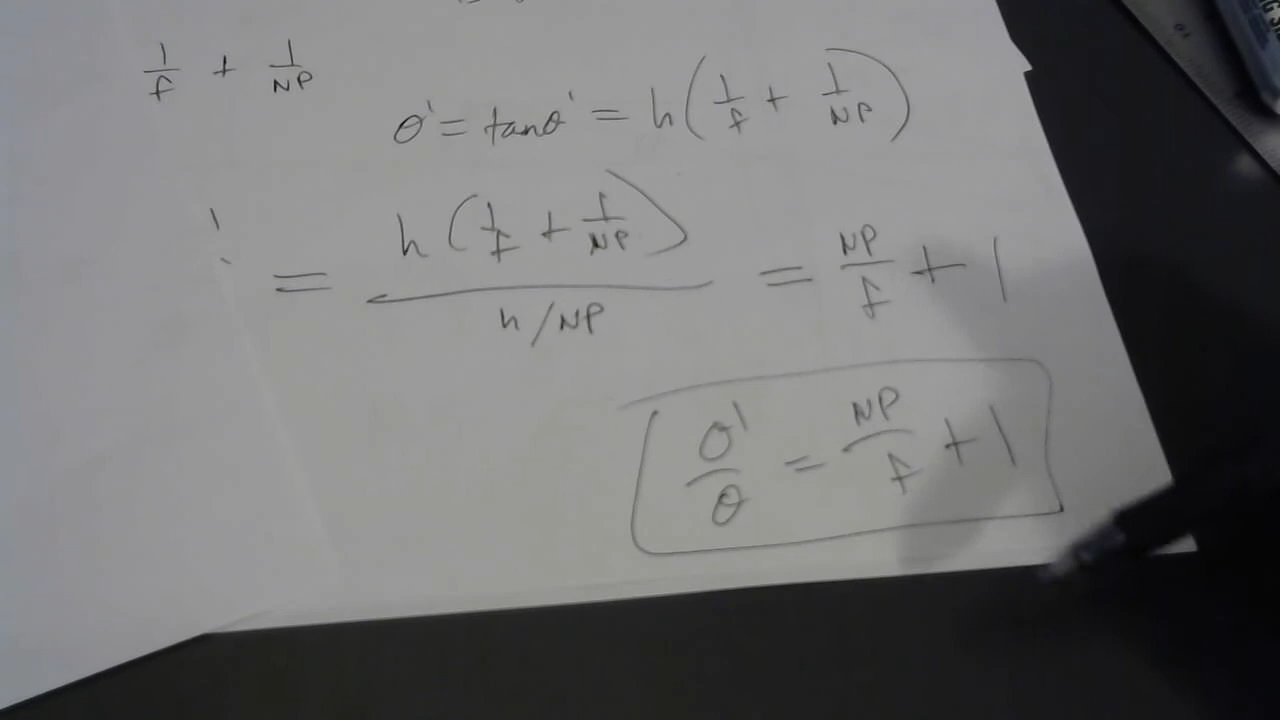 1/f + 1/NP
θ' = tanθ' = h(1/f + 1/NP)
= h(1/f + 1/NP) / h/NP = NP/f + 1
θ'/θ = NP/f + 1